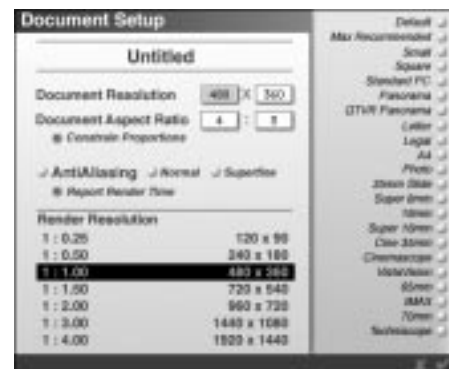 Document Setup
Untitled
Document Resolution 480 X 360
Document Aspect Ratio 4 : 3
Constrain Proportions
AntiAliasing Normal Superfine
Report Render Time
Render Resolution
1 : 0.25 120 x 90
1 : 0.50 240 x 180
1 : 1.00 480 x 360
1 : 1.50 720 x 540
1 : 2.00 960 x 720
1 : 3.00 1440 x 1080
1 : 4.00 1920 x 1440
Default
Max Recommended
Small
Square
Standard PC
Panorama
QTVR Panorama
Letter
Legal
A4
Photo
35mm Slide
Super 8mm
16mm
Super 16mm
Cine 35mm
Cinemascope
VistaVision
65mm
IMAX
70mm
Techniscope